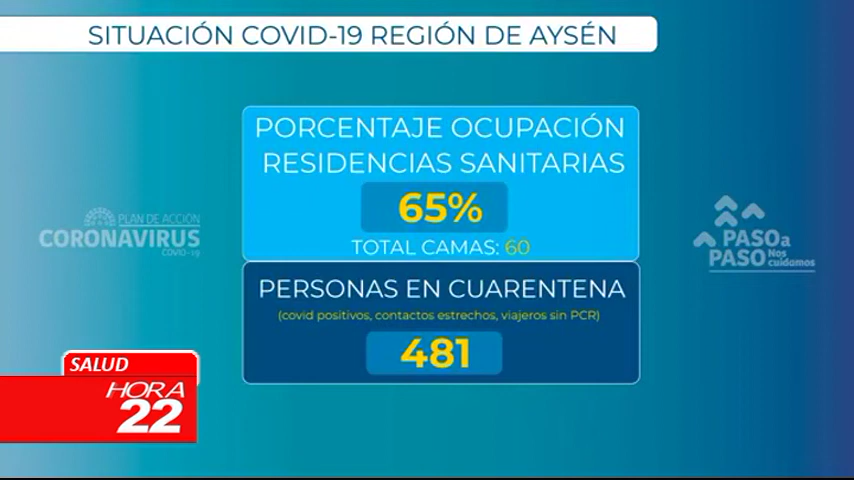 SITUACIÓN COVID-19 REGIÓN DE AYSÉN
PORCENTAJE OCUPACIÓN
RESIDENCIAS SANITARIAS
65%
TOTAL CAMAS: 60
PLAN DE ACCIÓN
CORONAVIRUS
COVID-19
PASO a
PASO Nos
cuidamos
PERSONAS EN CUARENTENA
(covid positivos, contactos estrechos, viajeros sin PCR)
481
SALUD
HORA
22